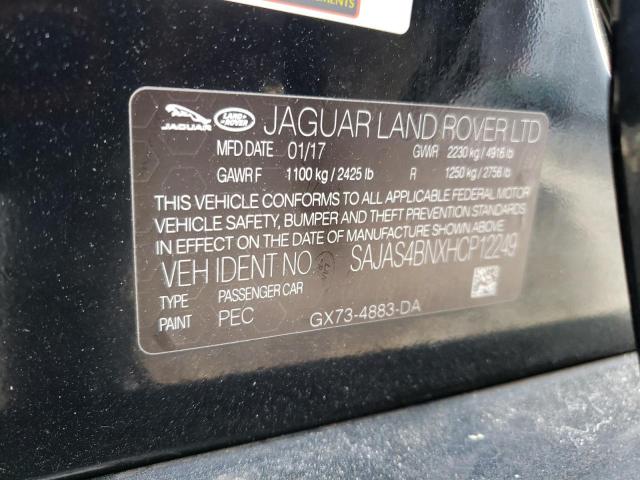 JAGUAR LAND ROVER JAGUAR LAND ROVER LTD
MFD DATE 01/17 GWR 2230 kg / 4916 lb
GAWR F 1100 kg / 2425 lb R 1250 kg / 2756 lb
THIS VEHICLE CONFORMS TO ALL APPLICABLE FEDERAL MOTOR
VEHICLE SAFETY, BUMPER AND THEFT PREVENTION STANDARDS
IN EFFECT ON THE DATE OF MANUFACTURE SHOWN ABOVE.
VEH IDENT NO. SAJAS4BNXHCP12249
TYPE PASSENGER CAR
PAINT PEC GX73-4883-DA